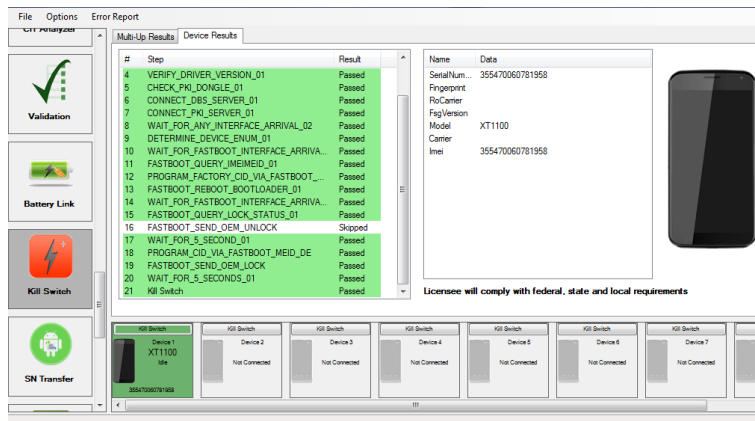 File Options Error Report
CIT Analyzer
Validation
Battery Link
Kill Switch
SN Transfer
Multi-Up Results Device Results
# Step Result
4 VERIFY_DRIVER_VERSION_01 Passed
5 CHECK_PKI_DONGLE_01 Passed
6 CONNECT_DBS_SERVER_01 Passed
7 CONNECT_PKI_SERVER_01 Passed
8 WAIT_FOR_ANY_INTERFACE_ARRIVAL_02 Passed
9 DETERMINE_DEVICE_ENUM_01 Passed
10 WAIT_FOR_FASTBOOT_INTERFACE_ARRIVA... Passed
11 FASTBOOT_QUERY_IMEIMEID_01 Passed
12 PROGRAM_FACTORY_CID_VIA_FASTBOOT_... Passed
13 FASTBOOT_REBOOT_BOOTLOADER_01 Passed
14 WAIT_FOR_FASTBOOT_INTERFACE_ARRIVA... Passed
15 FASTBOOT_QUERY_LOCK_STATUS_01 Passed
16 FASTBOOT_SEND_OEM_UNLOCK Skipped
17 WAIT_FOR_5_SECOND_01 Passed
18 PROGRAM_CID_VIA_FASTBOOT_MEID_DE Passed
19 FASTBOOT_SEND_OEM_LOCK Passed
20 WAIT_FOR_5_SECONDS_01 Passed
21 Kill Switch Passed
Name Data
SerialNum... 355470060781958
Fingerprint
RoCarrier
FsgVersion
Model XT1100
Carrier
Imei 355470060781958
Licensee will comply with federal, state and local requirements
Kill Switch Kill Switch Kill Switch Kill Switch Kill Switch Kill Switch Kill Switch
Device 1 Device 2 Device 3 Device 4 Device 5 Device 6 Device 7
XT1100
Idle Not Connected Not Connected Not Connected Not Connected Not Connected Not Connected
355470060781958